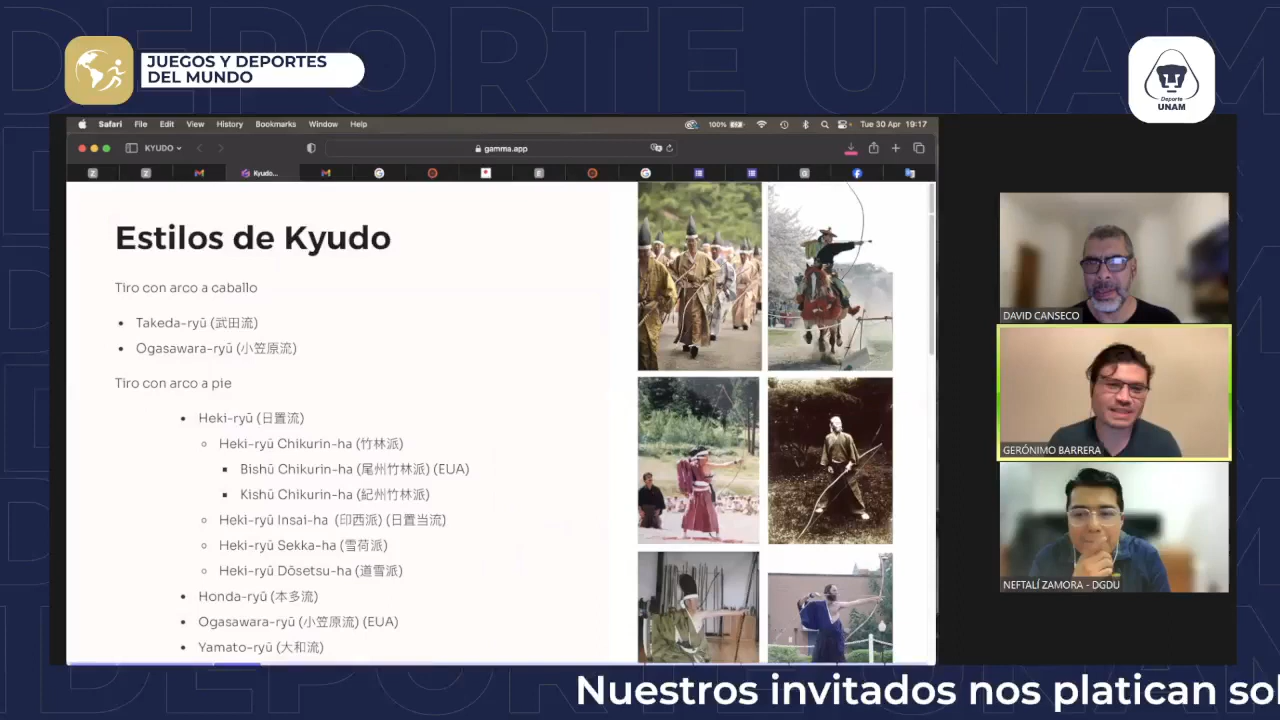 JUEGOS Y DEPORTES
DEL MUNDO
Deporte
UNAM
Safari File Edit View History Bookmarks Window Help
100% Tue 30 Apr 19:17
KYUDO
gamma.app
Kyudo...
Estilos de Kyudo
Tiro con arco a caballo
• Takeda-ryū (武田流)
• Ogasawara-ryū (小笠原流)
Tiro con arco a pie
• Heki-ryū (日置流)
○ Heki-ryū Chikurin-ha (竹林派)
▪ Bishū Chikurin-ha (尾州竹林派) (EUA)
▪ Kishū Chikurin-ha (紀州竹林派)
○ Heki-ryū Insai-ha (印西派) (日置当流)
○ Heki-ryū Sekka-ha (雪荷派)
○ Heki-ryū Dōsetsu-ha (道雪派)
• Honda-ryū (本多流)
• Ogasawara-ryū (小笠原流) (EUA)
• Yamato-ryū (大和流)
DAVID CANSECO
GERÓNIMO BARRERA
NEFTALÍ ZAMORA - DGDU
Nuestros invitados nos platican sol
DEPORTE UNAM